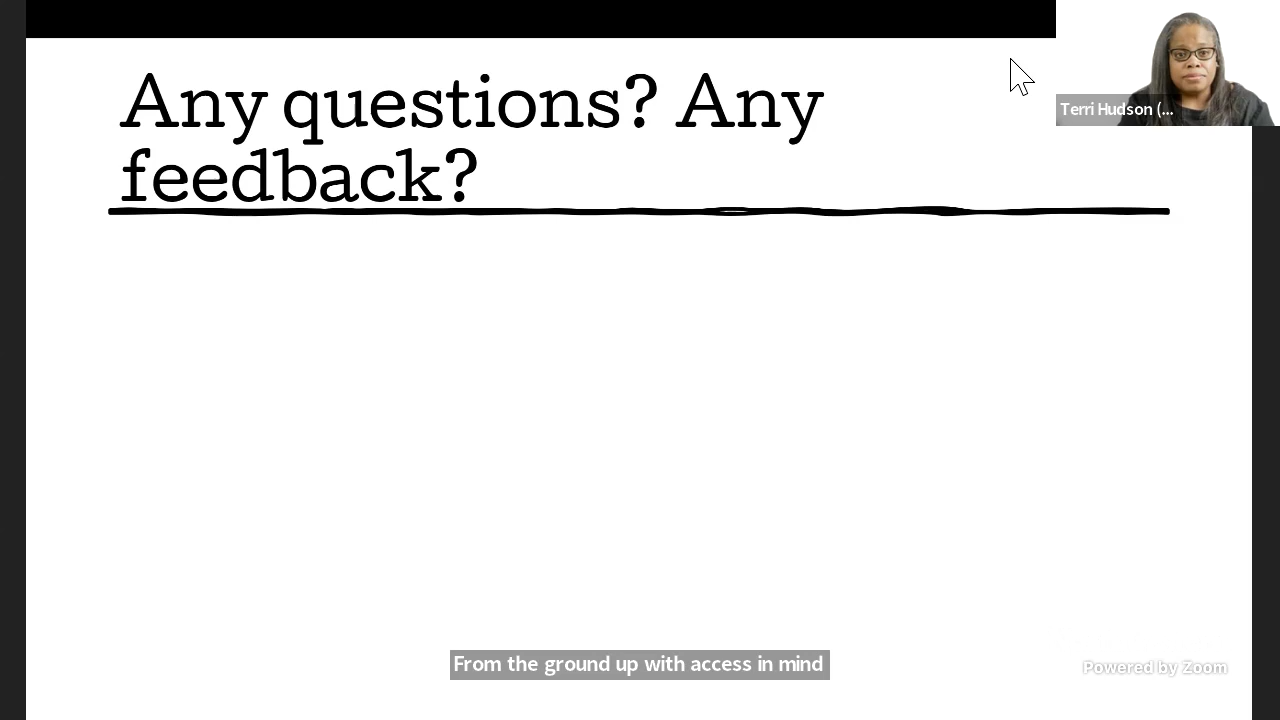 Any questions? Any
feedback?
Terri Hudson (...
From the ground up with access in mind
Powered by Zoom